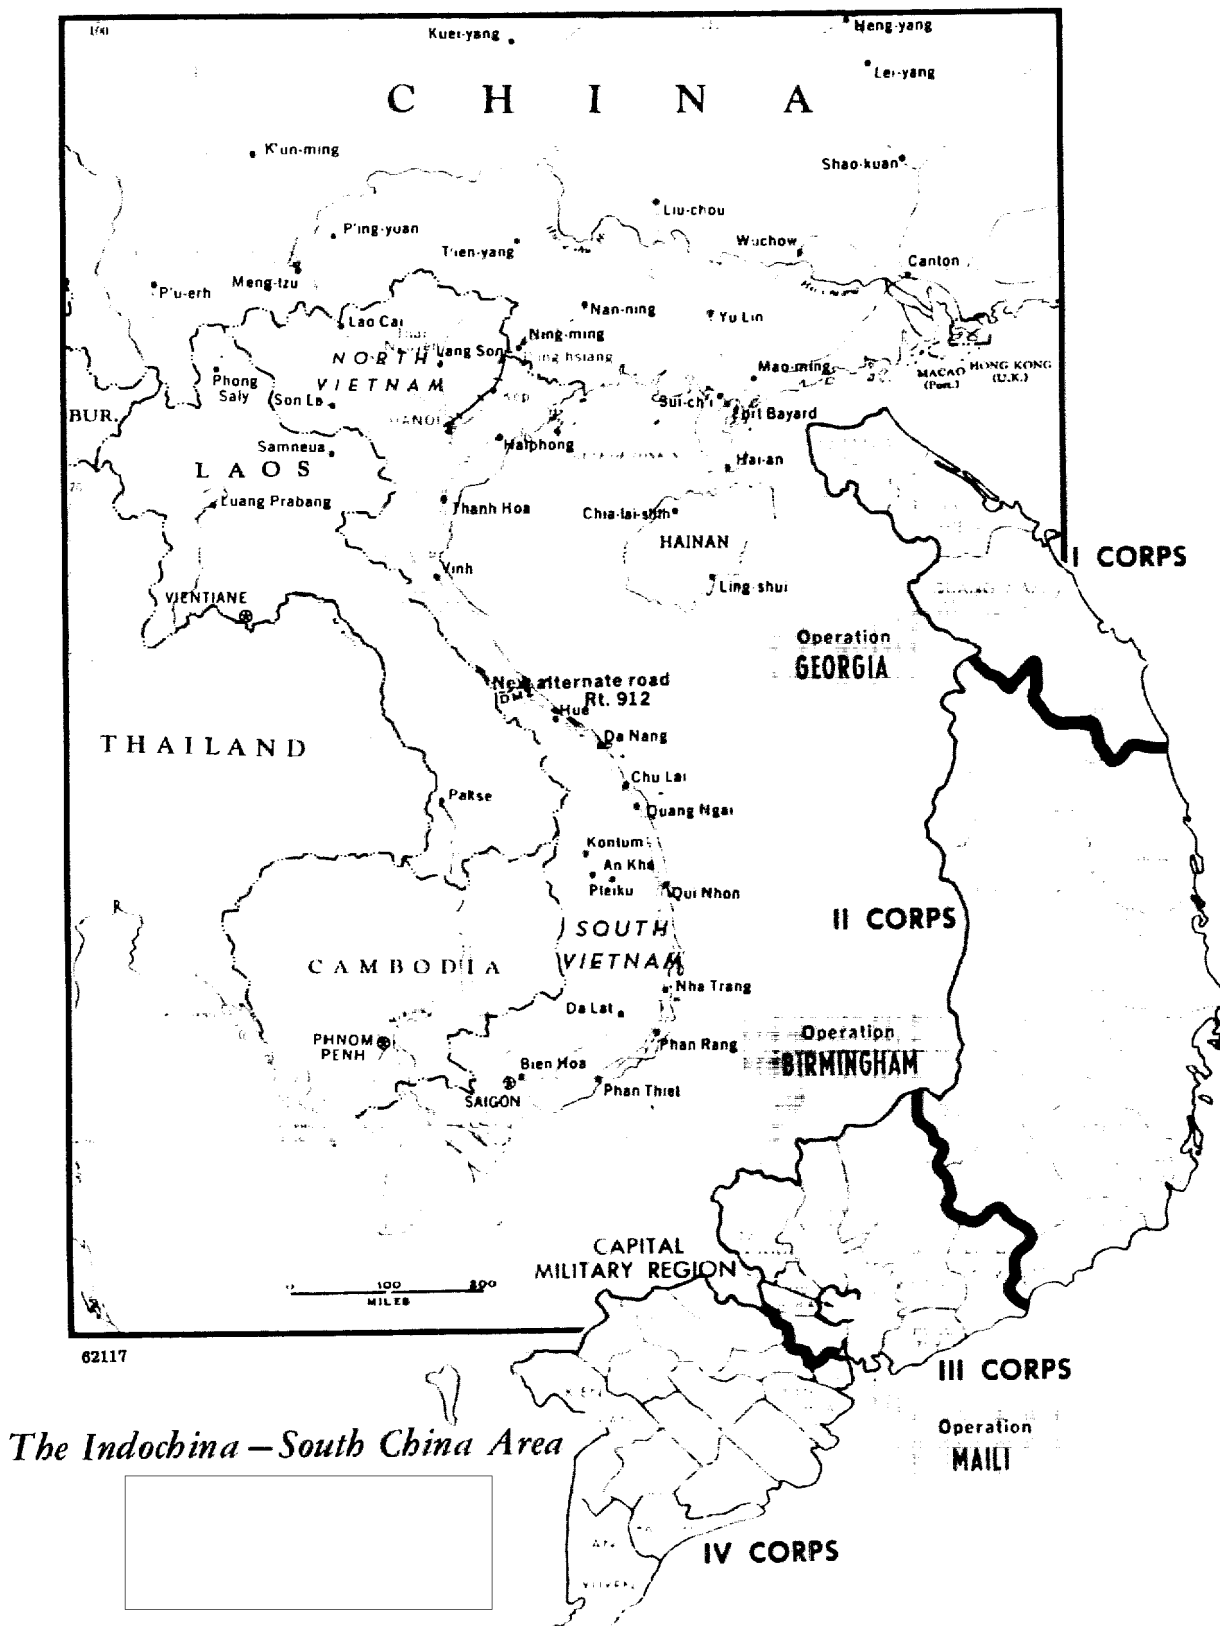 Kuei-yang
Heng-yang
Lei-yang
CHINA
K'un-ming
Shao-kuan
Liu-chou
P'ing-yuan
T'ien-yang
Wuchow
Canton
Meng-tzu
P'u-erh
Nan-ning
Yu Lin
Lao Cai
Ning-ming
NORTH
VIETNAM
Lang Son
MACAO
(Port.)
HONG KONG
(U.K.)
Mao-ming
Phong
Saly
Son La
Sui-ch'i
Fort Bayard
BUR.
HANOI
Haiphong
Samneua
LAOS
Hai-an
Luang Prabang
Thanh Hoa
Chia-lai-shih
HAINAN
I CORPS
Vinh
Ling-shui
VIENTIANE
Operation
GEORGIA
New alternate road
Rt. 912
Hue
THAILAND
Da Nang
Chu Lai
Pakse
Quang Ngai
Kontum
An Khe
Pleiku
Qui Nhon
II CORPS
SOUTH
VIETNAM
CAMBODIA
Nha Trang
Da Lat
Operation
BIRMINGHAM
PHNOM
PENH
Phan Rang
Bien Hoa
SAIGON
Phan Thiet
CAPITAL
MILITARY REGION
0 100 200
MILES
62117
III CORPS
The Indochina – South China Area
Operation
MAILI
IV CORPS